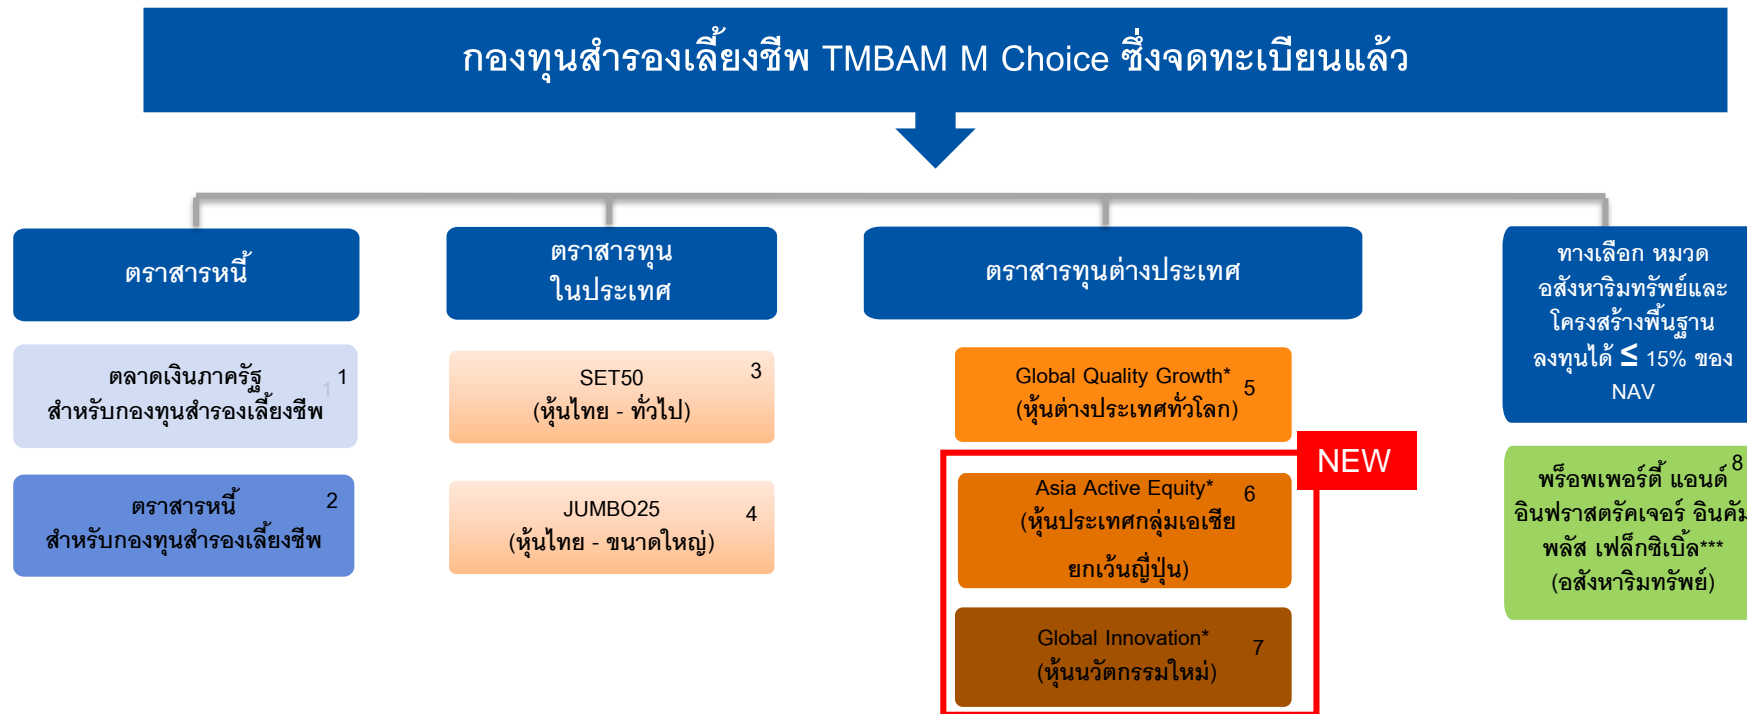 กองทุนสำรองเลี้ยงชีพ TMBAM M Choice ซึ่งจดทะเบียนแล้ว
ตราสารหนี้
ตลาดเงินภาครัฐ 1
1
สำหรับกองทุนสำรองเลี้ยงชีพ
ตราสารหนี้ 2
สำหรับกองทุนสำรองเลี้ยงชีพ
ตราสารทุน
ในประเทศ
SET50 3
(หุ้นไทย - ทั่วไป)
JUMBO25 4
(หุ้นไทย - ขนาดใหญ่)
ตราสารทุนต่างประเทศ
Global Quality Growth* 5
(หุ้นต่างประเทศทั่วโลก)
NEW
Asia Active Equity* 6
(หุ้นประเทศกลุ่มเอเชีย
ยกเว้นญี่ปุ่น)
Global Innovation* 7
(หุ้นนวัตกรรมใหม่)
ทางเลือก หมวด
อสังหาริมทรัพย์และ
โครงสร้างพื้นฐาน
ลงทุนได้ ≤ 15% ของ
NAV
พร็อพเพอร์ตี้ แอนด์ 8
อินฟราสตรัคเจอร์ อินคัม
พลัส เฟล็กซิเบิ้ล***
(อสังหาริมทรัพย์)